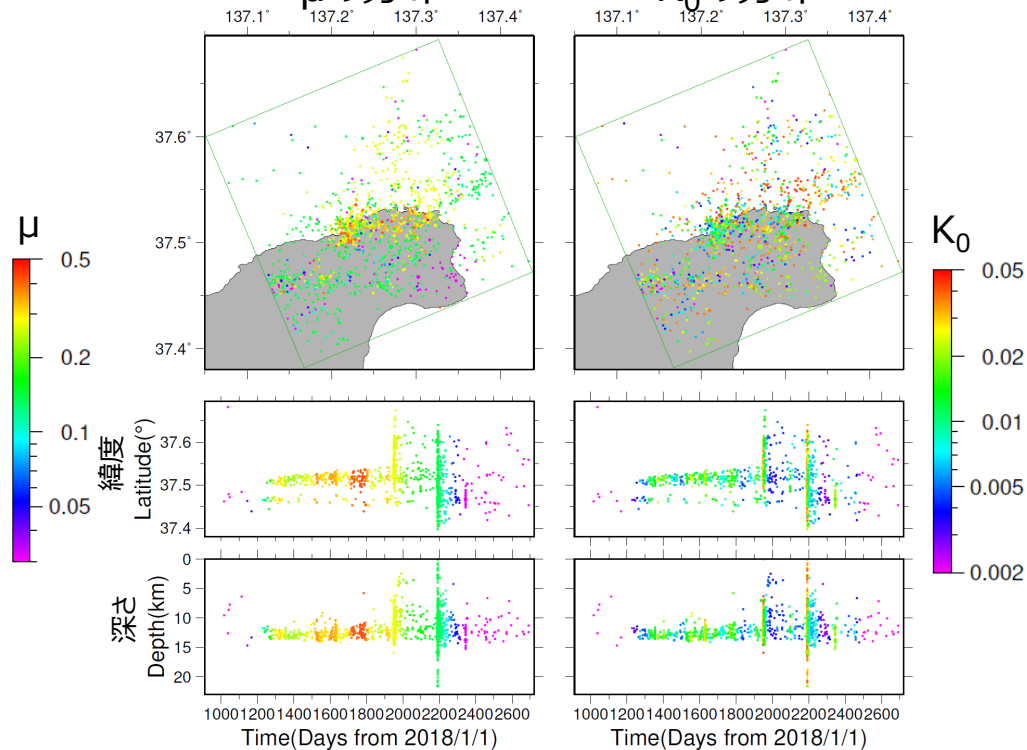 137.1° 137.2° 137.3° 137.4°
137.1° 137.2° 137.3° 137.4°
37.6°
37.5°
37.4°
μ
0.5
0.2
0.1
0.05
K0
0.05
0.02
0.01
0.005
0.002
緯度
Latitude(°)
37.6
37.5
37.4
深さ
Depth(km)
0
5
10
15
20
1000 1200 1400 1600 1800 2000 2200 2400 2600
1000 1200 1400 1600 1800 2000 2200 2400 2600
Time(Days from 2018/1/1)
Time(Days from 2018/1/1)